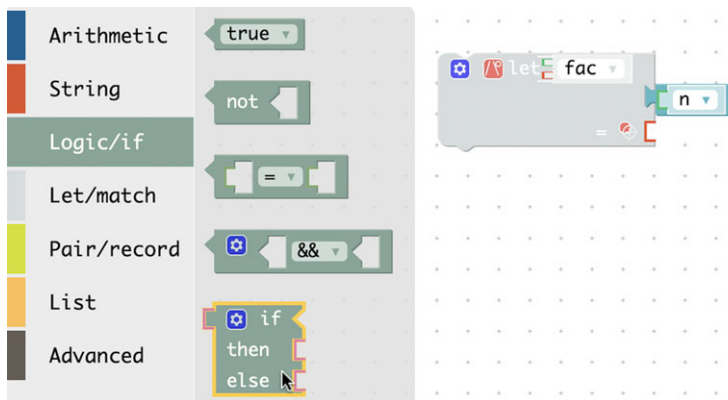 Arithmetic
String
Logic/if
Let/match
Pair/record
List
Advanced
true
not
=
&&
if
then
else
let fac
n
=